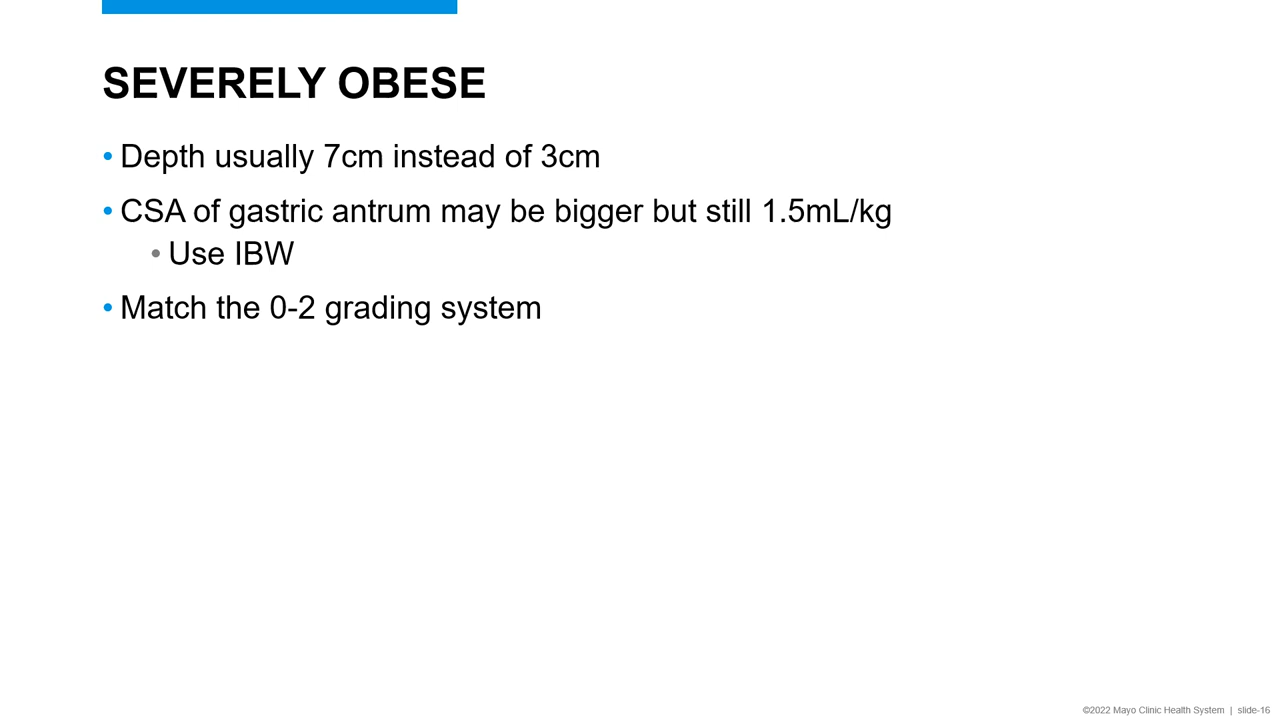 SEVERELY OBESE
• Depth usually 7cm instead of 3cm
• CSA of gastric antrum may be bigger but still 1.5mL/kg
• Use IBW
• Match the 0-2 grading system
©2022 Mayo Clinic Health System | slide-16